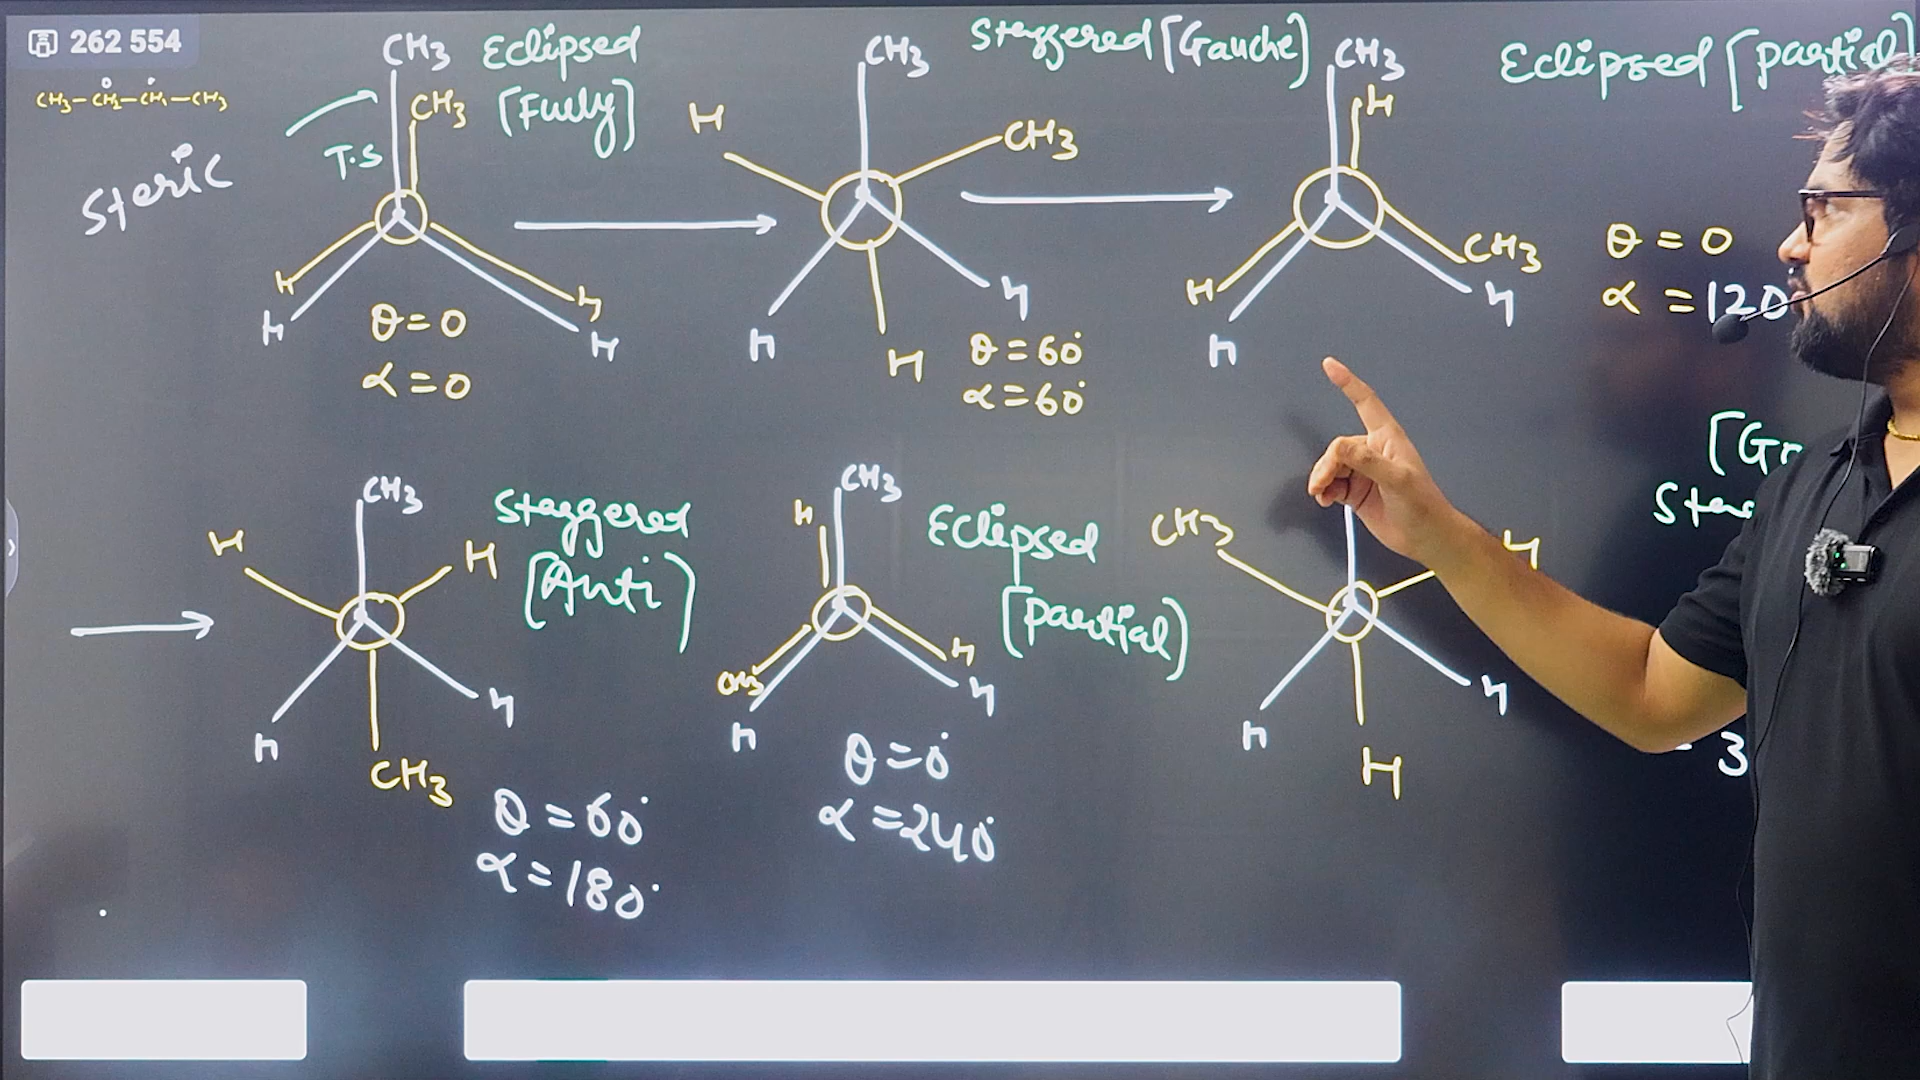 262 554
CH3-CH2-CH2-CH3
Steric
T.S
CH3
CH3
Eclipsed
[Fully]
H
H
H
H
θ=0
α=0
CH3
Staggered [Gauche]
H
CH3
H
H
H
θ=60°
α=60°
CH3
H
Eclipsed [Partial]
H
CH3
H
H
θ=0
α=120
CH3
H
H
Staggered
[Anti]
H
H
CH3
θ=60°
α=180°
CH3
H
Eclipsed
[Partial]
CH3
H
H
H
θ=0°
α=240°
CH3
H
H
H
H
3